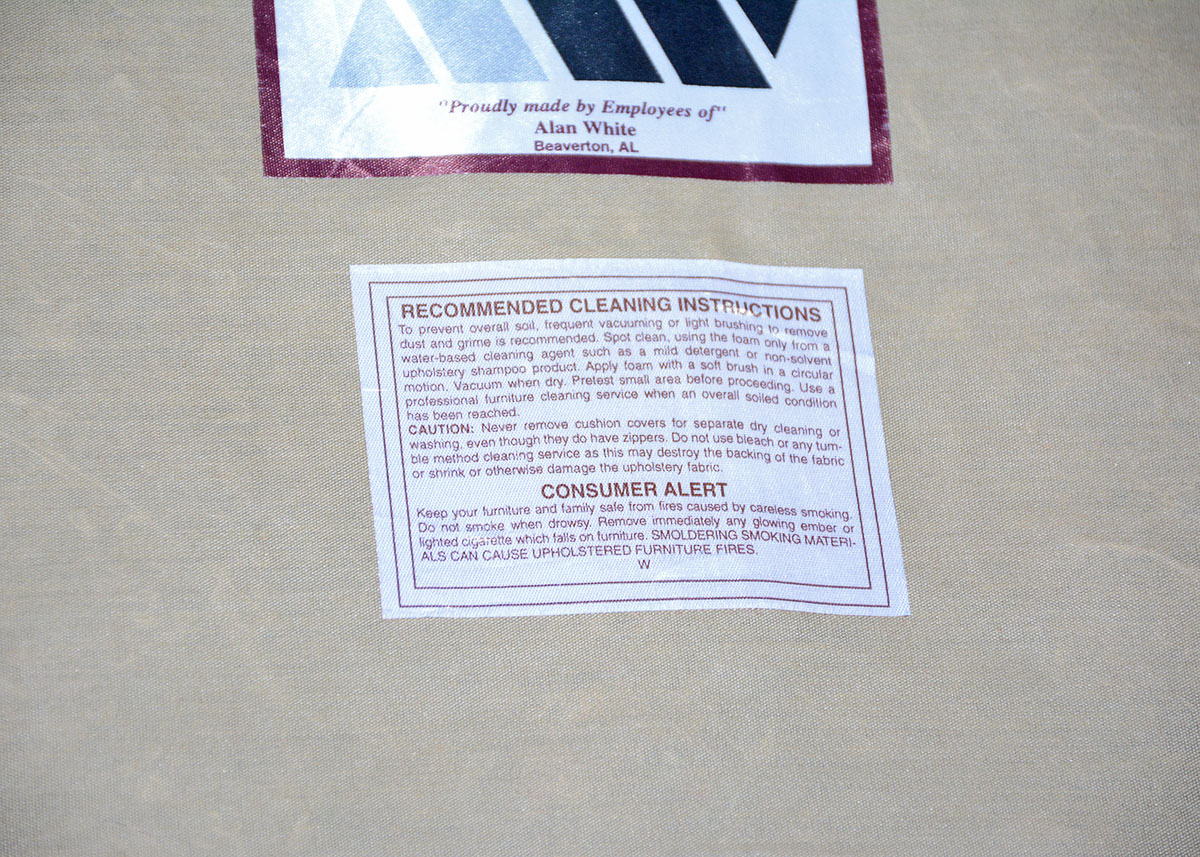 "Proudly made by Employees of"
Alan White
Beaverton, AL
RECOMMENDED CLEANING INSTRUCTIONS
To prevent overall soil, frequent vacuuming or light brushing to remove
dust and grime is recommended. Spot clean, using the foam only from a
water-based cleaning agent such as a mild detergent or non-solvent
upholstery shampoo product. Apply foam with a soft brush in a circular
motion. Vacuum when dry. Pretest small area before proceeding. Use a
professional furniture cleaning service when an overall soiled condition
has been reached.
CAUTION: Never remove cushion covers for separate dry cleaning or
washing, even though they do have zippers. Do not use bleach or any tum-
ble method cleaning service as this may destroy the backing of the fabric
or shrink or otherwise damage the upholstery fabric.
CONSUMER ALERT
Keep your furniture and family safe from fires caused by careless smoking.
Do not smoke when drowsy. Remove immediately any glowing ember or
lighted cigarette which falls on furniture. SMOLDERING SMOKING MATERI-
ALS CAN CAUSE UPHOLSTERED FURNITURE FIRES.
W